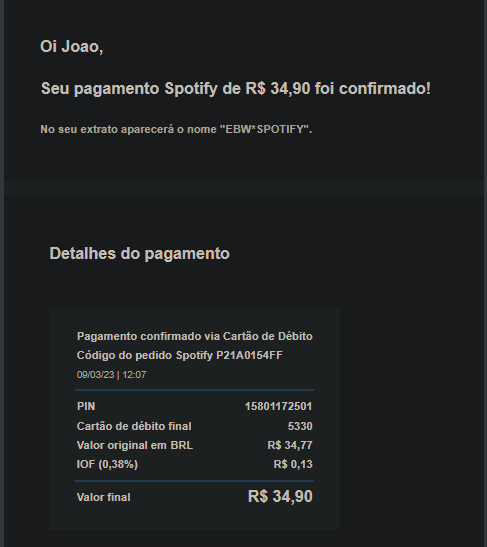 Oi Joao,
Seu pagamento Spotify de R$ 34,90 foi confirmado!
No seu extrato aparecerá o nome "EBW*SPOTIFY".
Detalhes do pagamento
Pagamento confirmado via Cartão de Débito
Código do pedido Spotify P21A0154FF
09/03/23 | 12:07
PIN 15801172501
Cartão de débito final 5330
Valor original em BRL R$ 34,77
IOF (0,38%) R$ 0,13
Valor final R$ 34,90